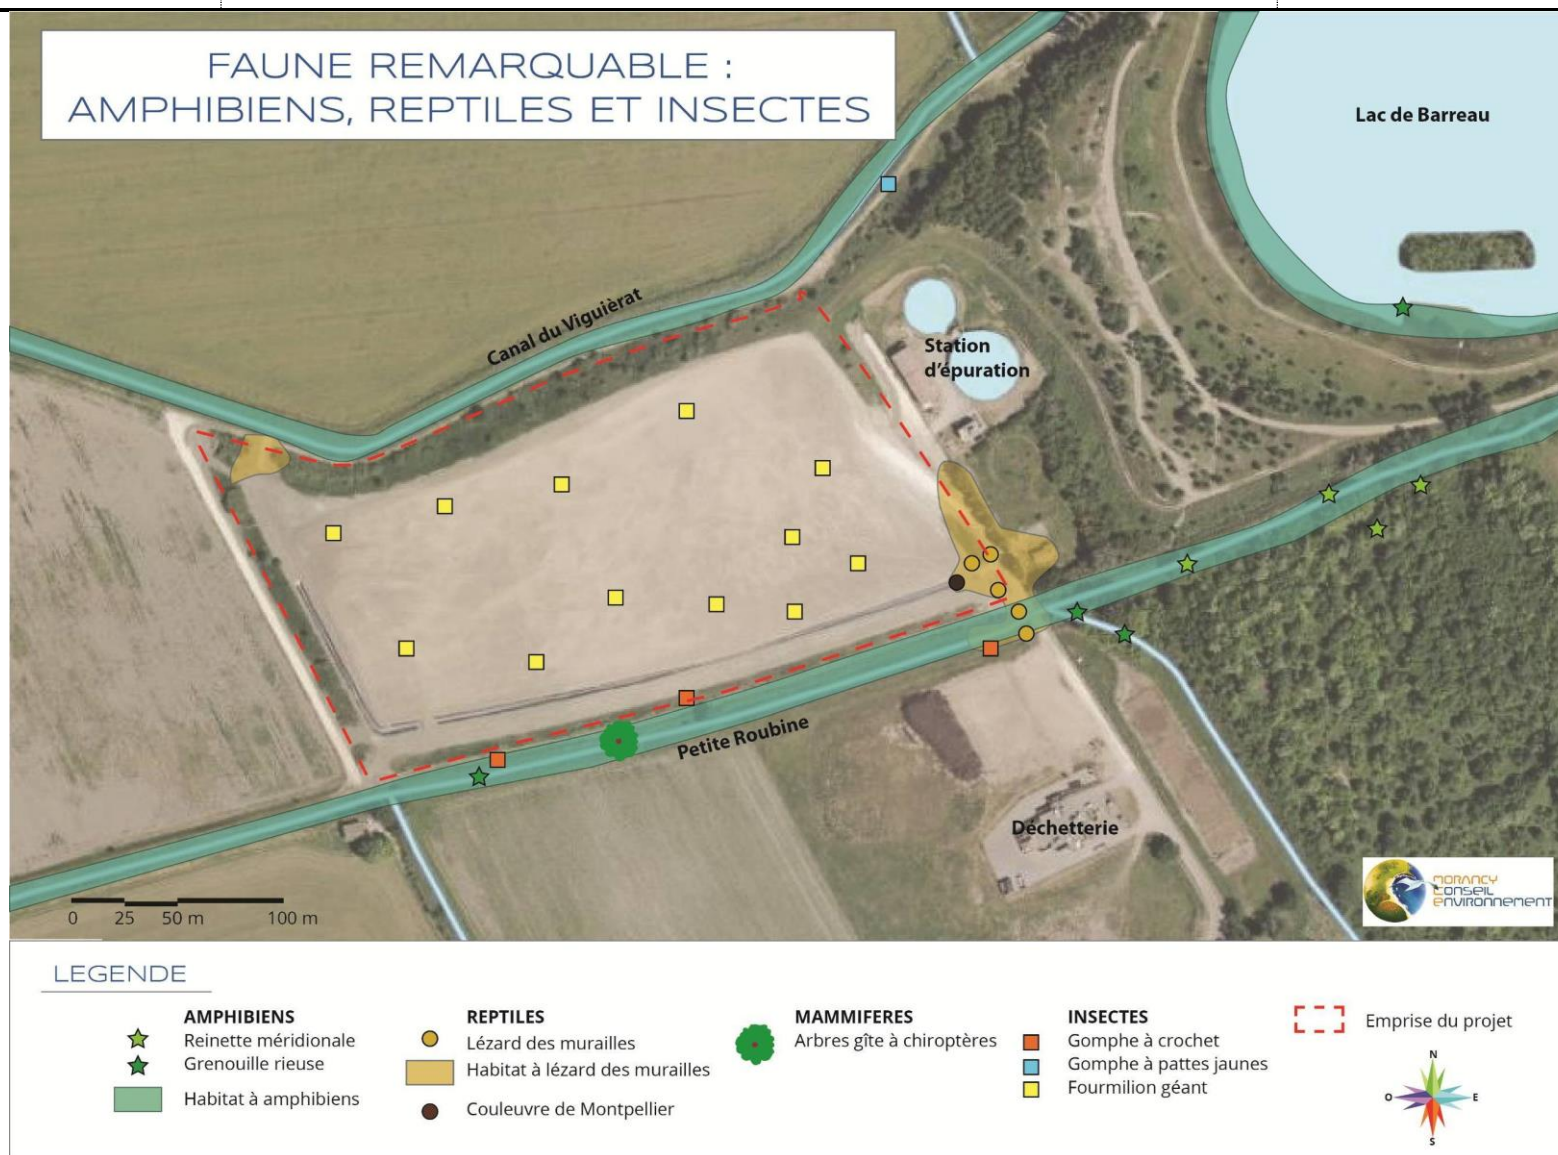 FAUNE REMARQUABLE :
AMPHIBIENS, REPTILES ET INSECTES
Lac de Barreau
Canal du Viguièrat
Station
d'épuration
Petite Roubine
Déchetterie
0 25 50 m 100 m
MORANCY
CONSEIL
ENVIRONNEMENT
LEGENDE
AMPHIBIENS
Reinette méridionale
Grenouille rieuse
Habitat à amphibiens
REPTILES
Lézard des murailles
Habitat à lézard des murailles
Couleuvre de Montpellier
MAMMIFERES
Arbres gîte à chiroptères
INSECTES
Gomphe à crochet
Gomphe à pattes jaunes
Fourmilion géant
Emprise du projet
N
O E
S